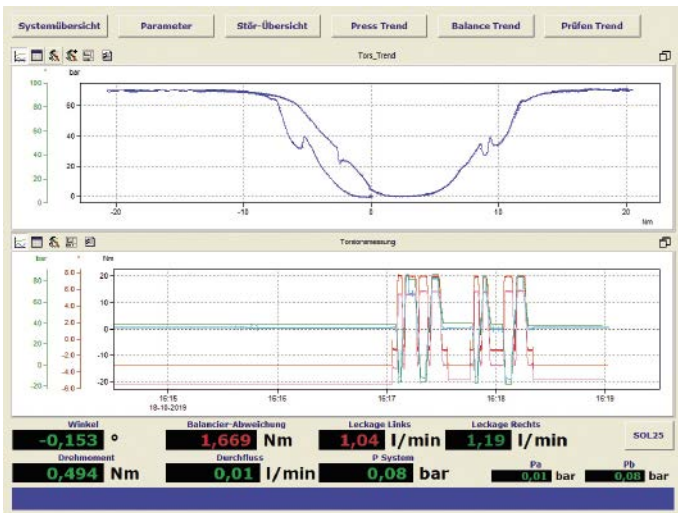 Systemübersicht Parameter Stör-Übersicht Press Trend Balance Trend Prüfen Trend
Tors_Trend
° bar
100
80 60
60 40
40
20 20
0 0
-20 -10 0 10 20
Nm
Torsionsmessung
bar ° Nm
80 8.0 20
60 6.0
4.0 10
40 2.0
0.0 0
20 -2.0
-10
0 -4.0
-20 -6.0 -20
16:15 16:16 16:17 16:18 16:19
18-10-2019
Winkel Balancier-Abweichung Leckage Links Leckage Rechts
-0,153 ° 1,669 Nm 1,04 l/min 1,19 l/min SOL25
Drehmoment Durchfluss P System Pa Pb
0,494 Nm 0,01 l/min 0,08 bar 0,01 bar 0,08 bar